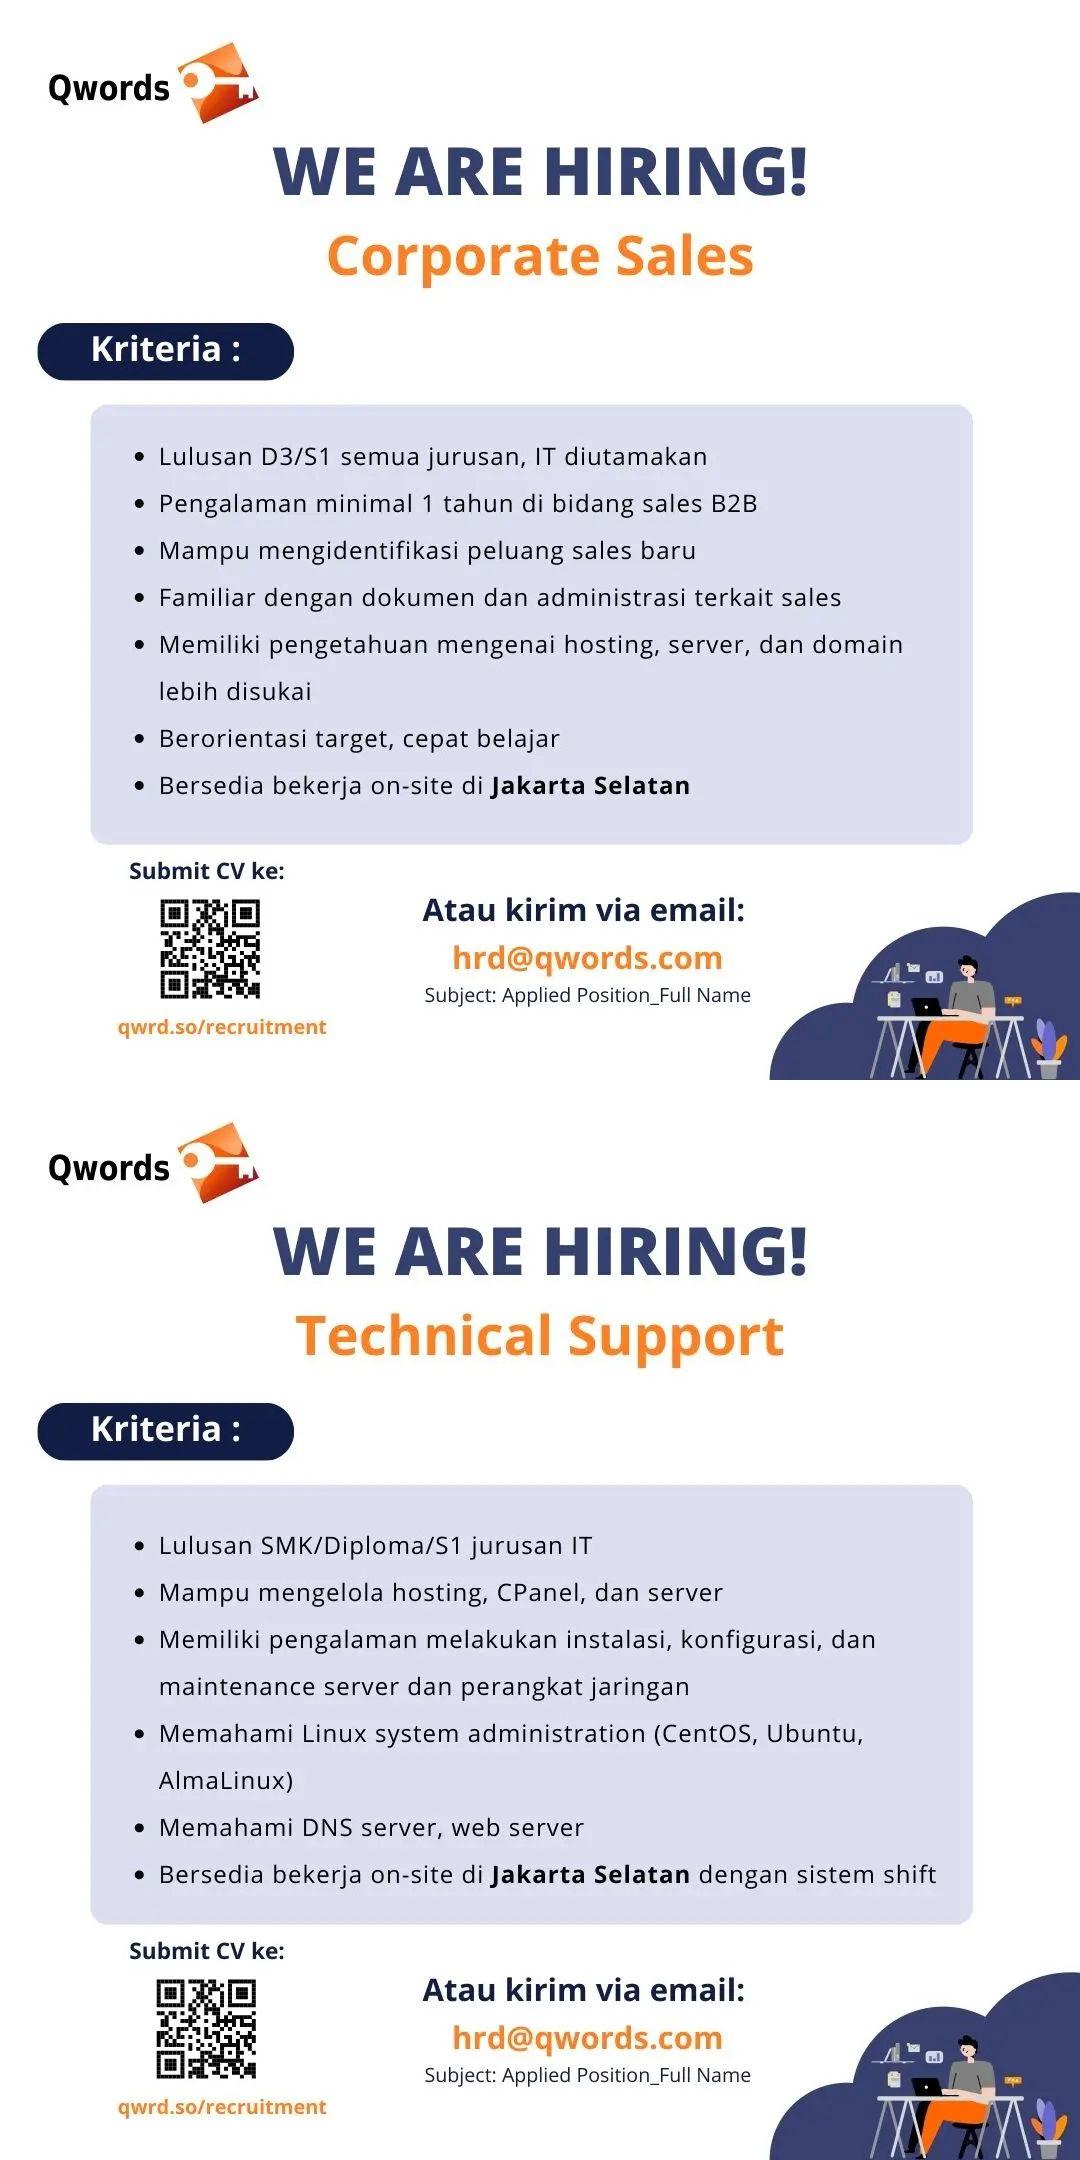 Qwords
WE ARE HIRING!
Corporate Sales
Kriteria :
Lulusan D3/S1 semua jurusan, IT diutamakan
Pengalaman minimal 1 tahun di bidang sales B2B
Mampu mengidentifikasi peluang sales baru
Familiar dengan dokumen dan administrasi terkait sales
Memiliki pengetahuan mengenai hosting, server, dan domain
lebih disukai
Berorientasi target, cepat belajar
Bersedia bekerja on-site di Jakarta Selatan
Submit CV ke:
qwrd.so/recruitment
Atau kirim via email:
hrd@qwords.com
Subject: Applied Position_Full Name
Qwords
WE ARE HIRING!
Technical Support
Kriteria :
Lulusan SMK/Diploma/S1 jurusan IT
Mampu mengelola hosting, CPanel, dan server
Memiliki pengalaman melakukan instalasi, konfigurasi, dan
maintenance server dan perangkat jaringan
Memahami Linux system administration (CentOS, Ubuntu,
AlmaLinux)
Memahami DNS server, web server
Bersedia bekerja on-site di Jakarta Selatan dengan sistem shift
Submit CV ke:
qwrd.so/recruitment
Atau kirim via email:
hrd@qwords.com
Subject: Applied Position_Full Name